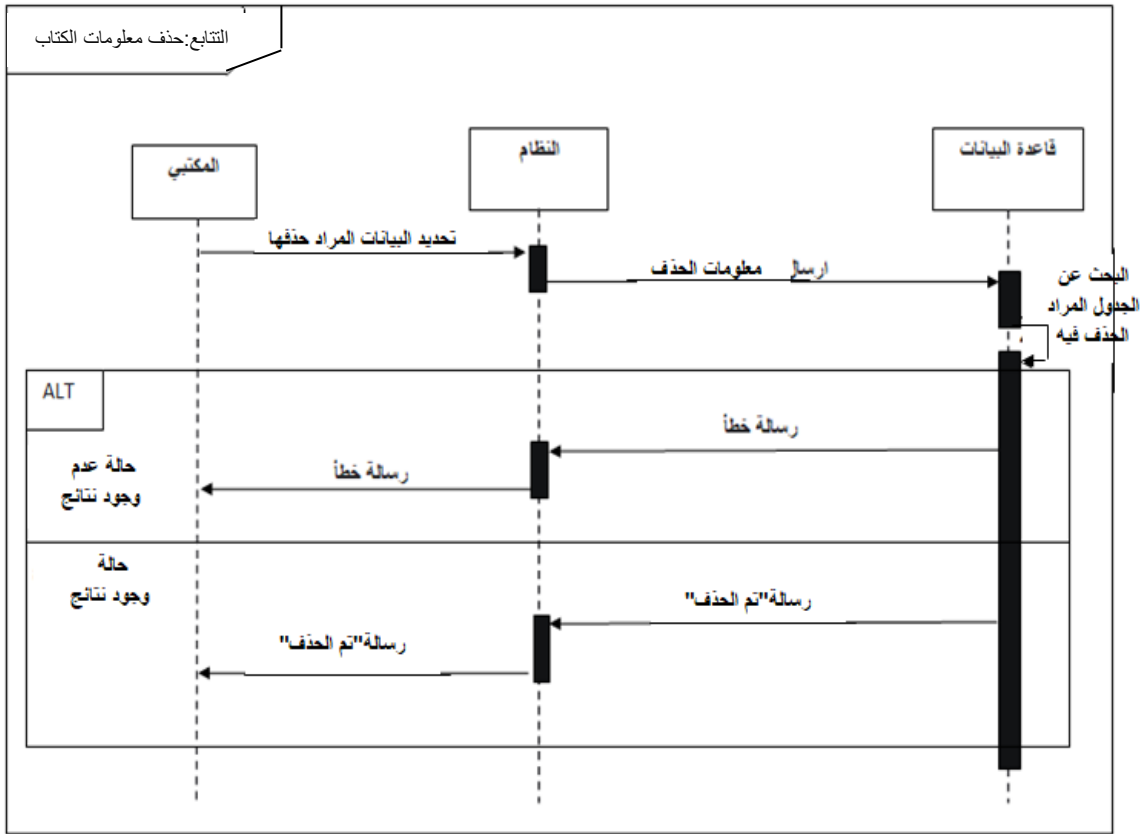 التتابع:حذف معلومات الكتاب
المكتبي
النظام
قاعدة البيانات
تحديد البيانات المراد حذفها
ارسال معلومات الحذف
البحث عن
الجدول المراد
الحذف فيه
ALT
رسالة خطأ
رسالة خطأ
حالة عدم
وجود نتائج
حالة
وجود نتائج
رسالة"تم الحذف"
رسالة"تم الحذف"